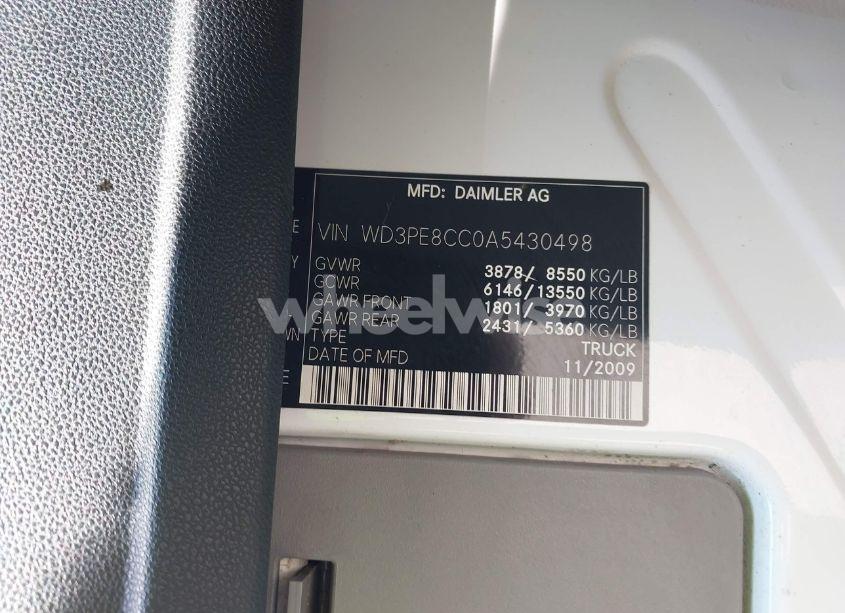 MFD: DAIMLER AG
E
VIN WD3PE8CC0A5430498
Y
GVWR 3878/ 8550 KG/LB
GCWR 6146/13550 KG/LB
GAWR FRONT 1801/ 3970 KG/LB
GAWR REAR 2431/ 5360 KG/LB
WN
TYPE TRUCK
DATE OF MFD 11/2009
E